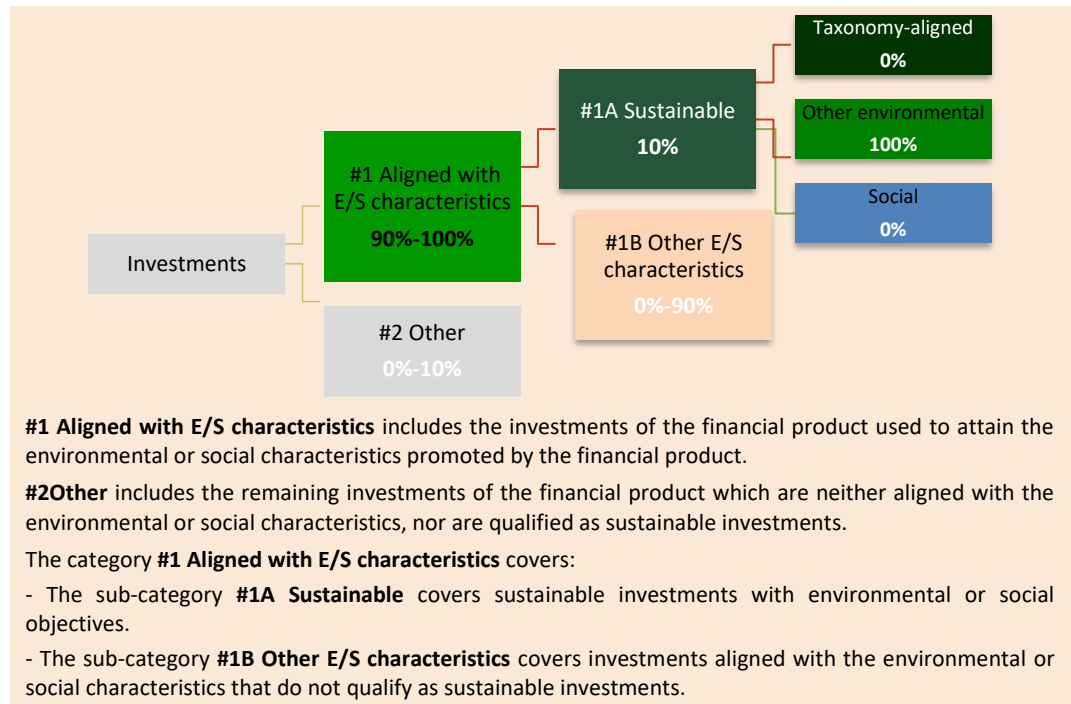 Taxonomy-aligned
0%
#1A Sustainable
10%
Other environmental
100%
#1 Aligned with
E/S characteristics
90%-100%
Social
0%
#1B Other E/S
characteristics
0%-90%
Investments
#2 Other
0%-10%
#1 Aligned with E/S characteristics includes the investments of the financial product used to attain the
environmental or social characteristics promoted by the financial product.
#2Other includes the remaining investments of the financial product which are neither aligned with the
environmental or social characteristics, nor are qualified as sustainable investments.
The category #1 Aligned with E/S characteristics covers:
- The sub-category #1A Sustainable covers sustainable investments with environmental or social
objectives.
- The sub-category #1B Other E/S characteristics covers investments aligned with the environmental or
social characteristics that do not qualify as sustainable investments.